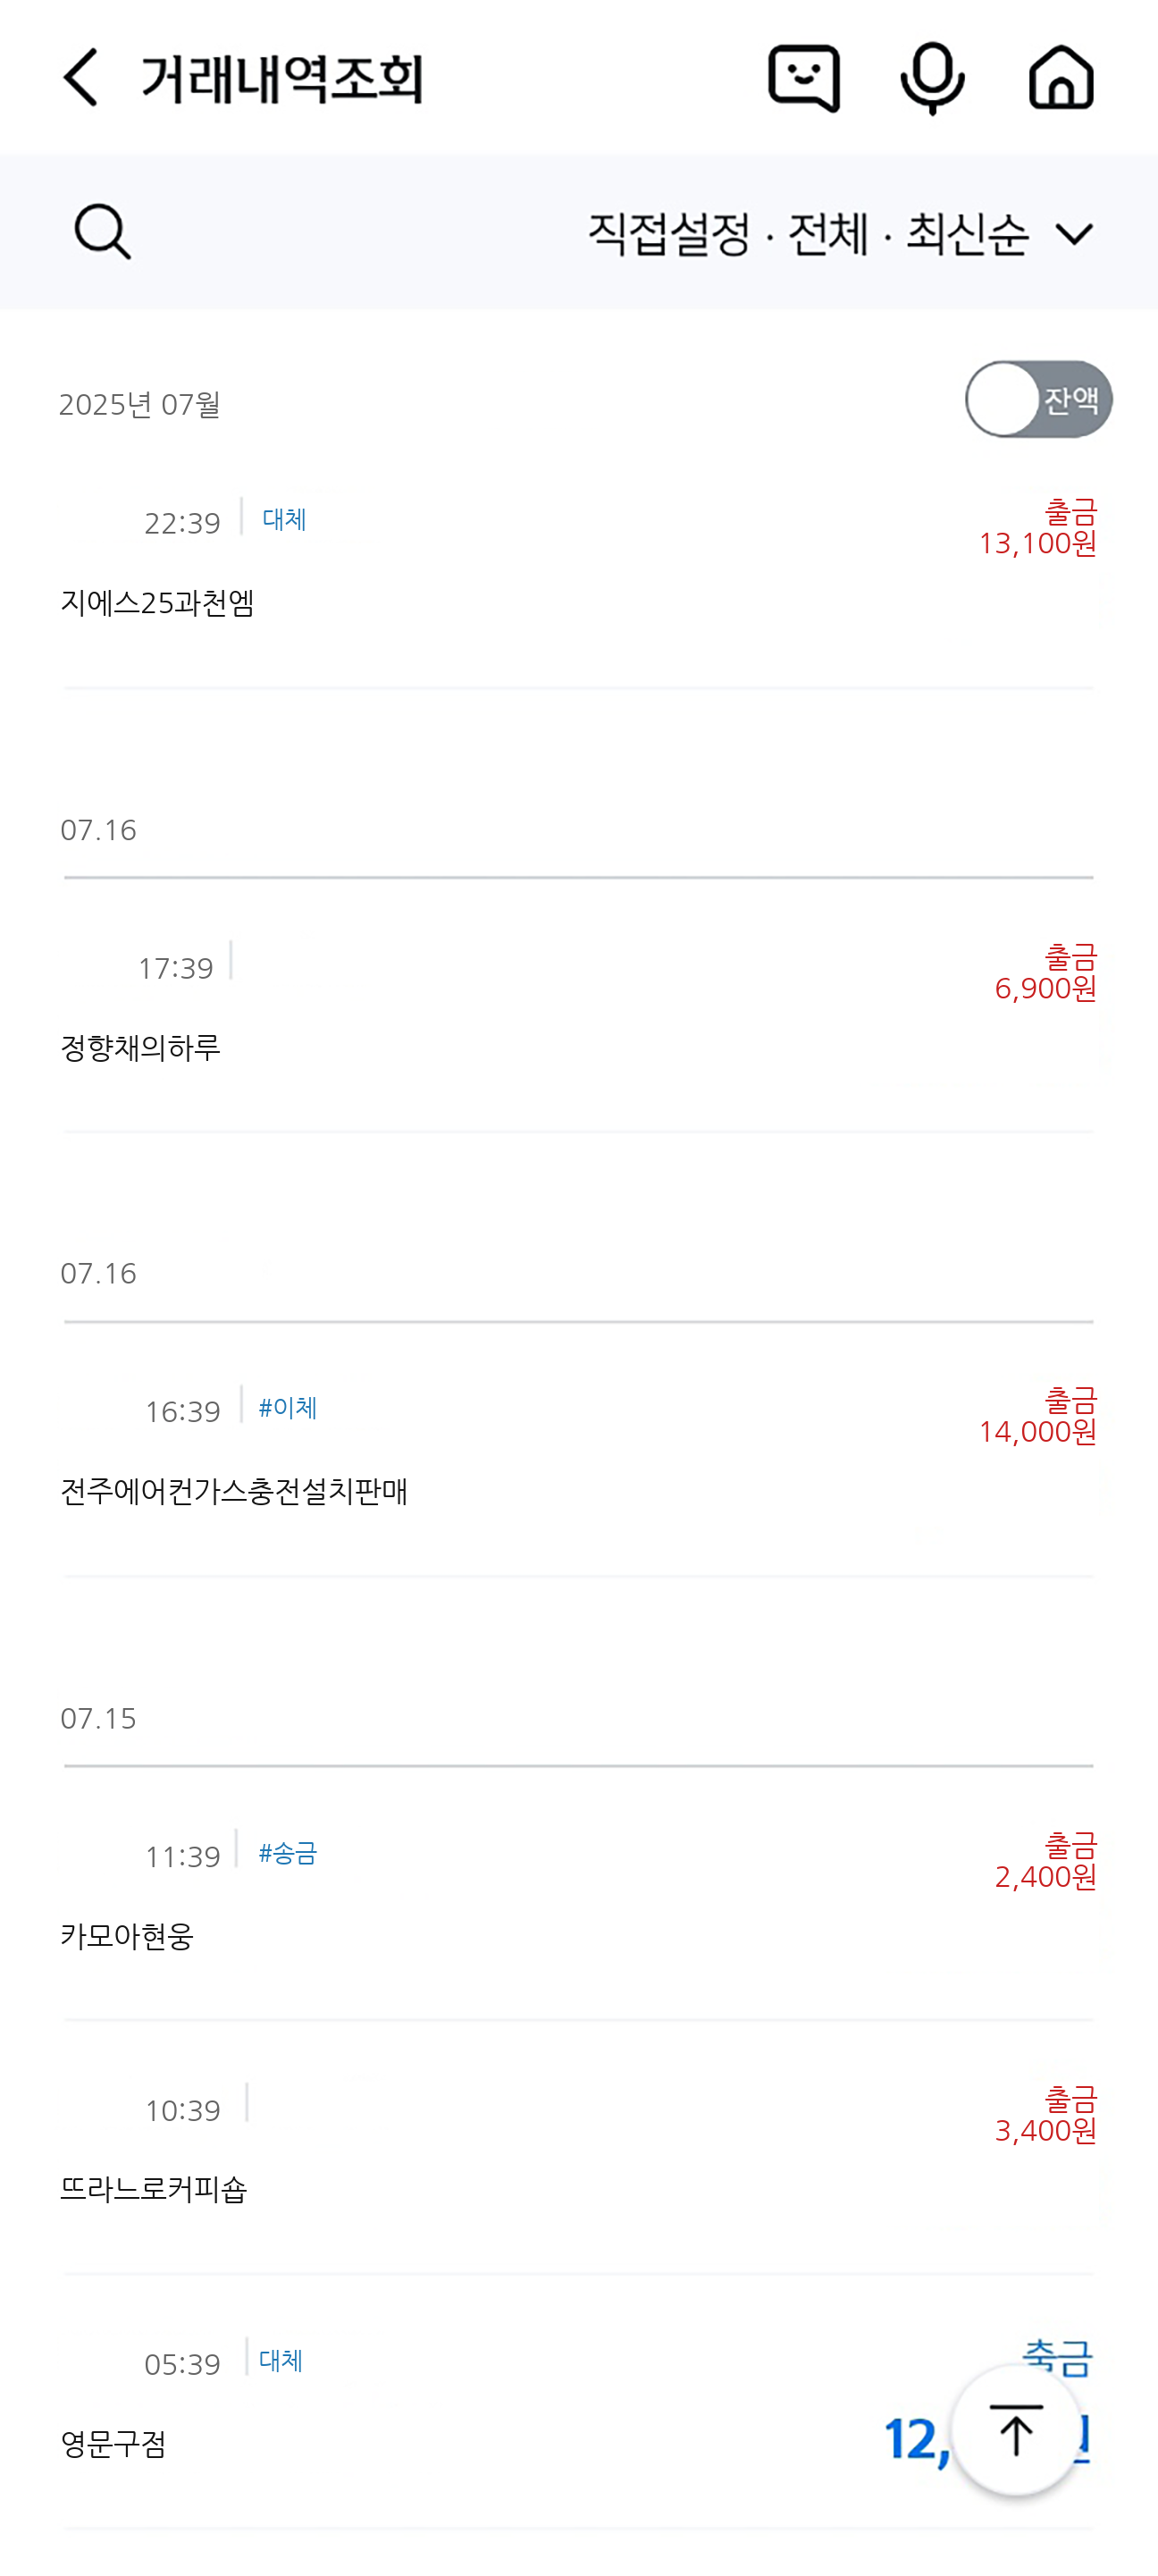 거래내역조회
직접설정 · 전체 · 최신순
2025년 07월
잔액
22:39 대체
출금
13,100원
지에스25과천엠
07.16
17:39
출금
6,900원
정향채의하루
07.16
16:39 #이체
출금
14,000원
전주에어컨가스충전설치판매
07.15
11:39 #송금
출금
2,400원
카모아현웅
10:39
출금
3,400원
뜨라느로커피숍
05:39 대체
영문구점
12,